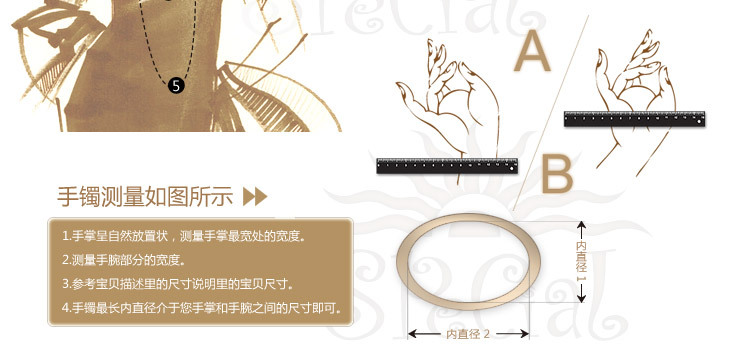 Special
5
A
B
手镯测量如图所示
1.手掌呈自然放置状，测量手掌最宽处的宽度。
2.测量手腕部分的宽度。
3.参考宝贝描述里的尺寸说明里的宝贝尺寸。
4.手镯最长内直径介于您手掌和手腕之间的尺寸即可。
内直径 1
内直径 2
Special